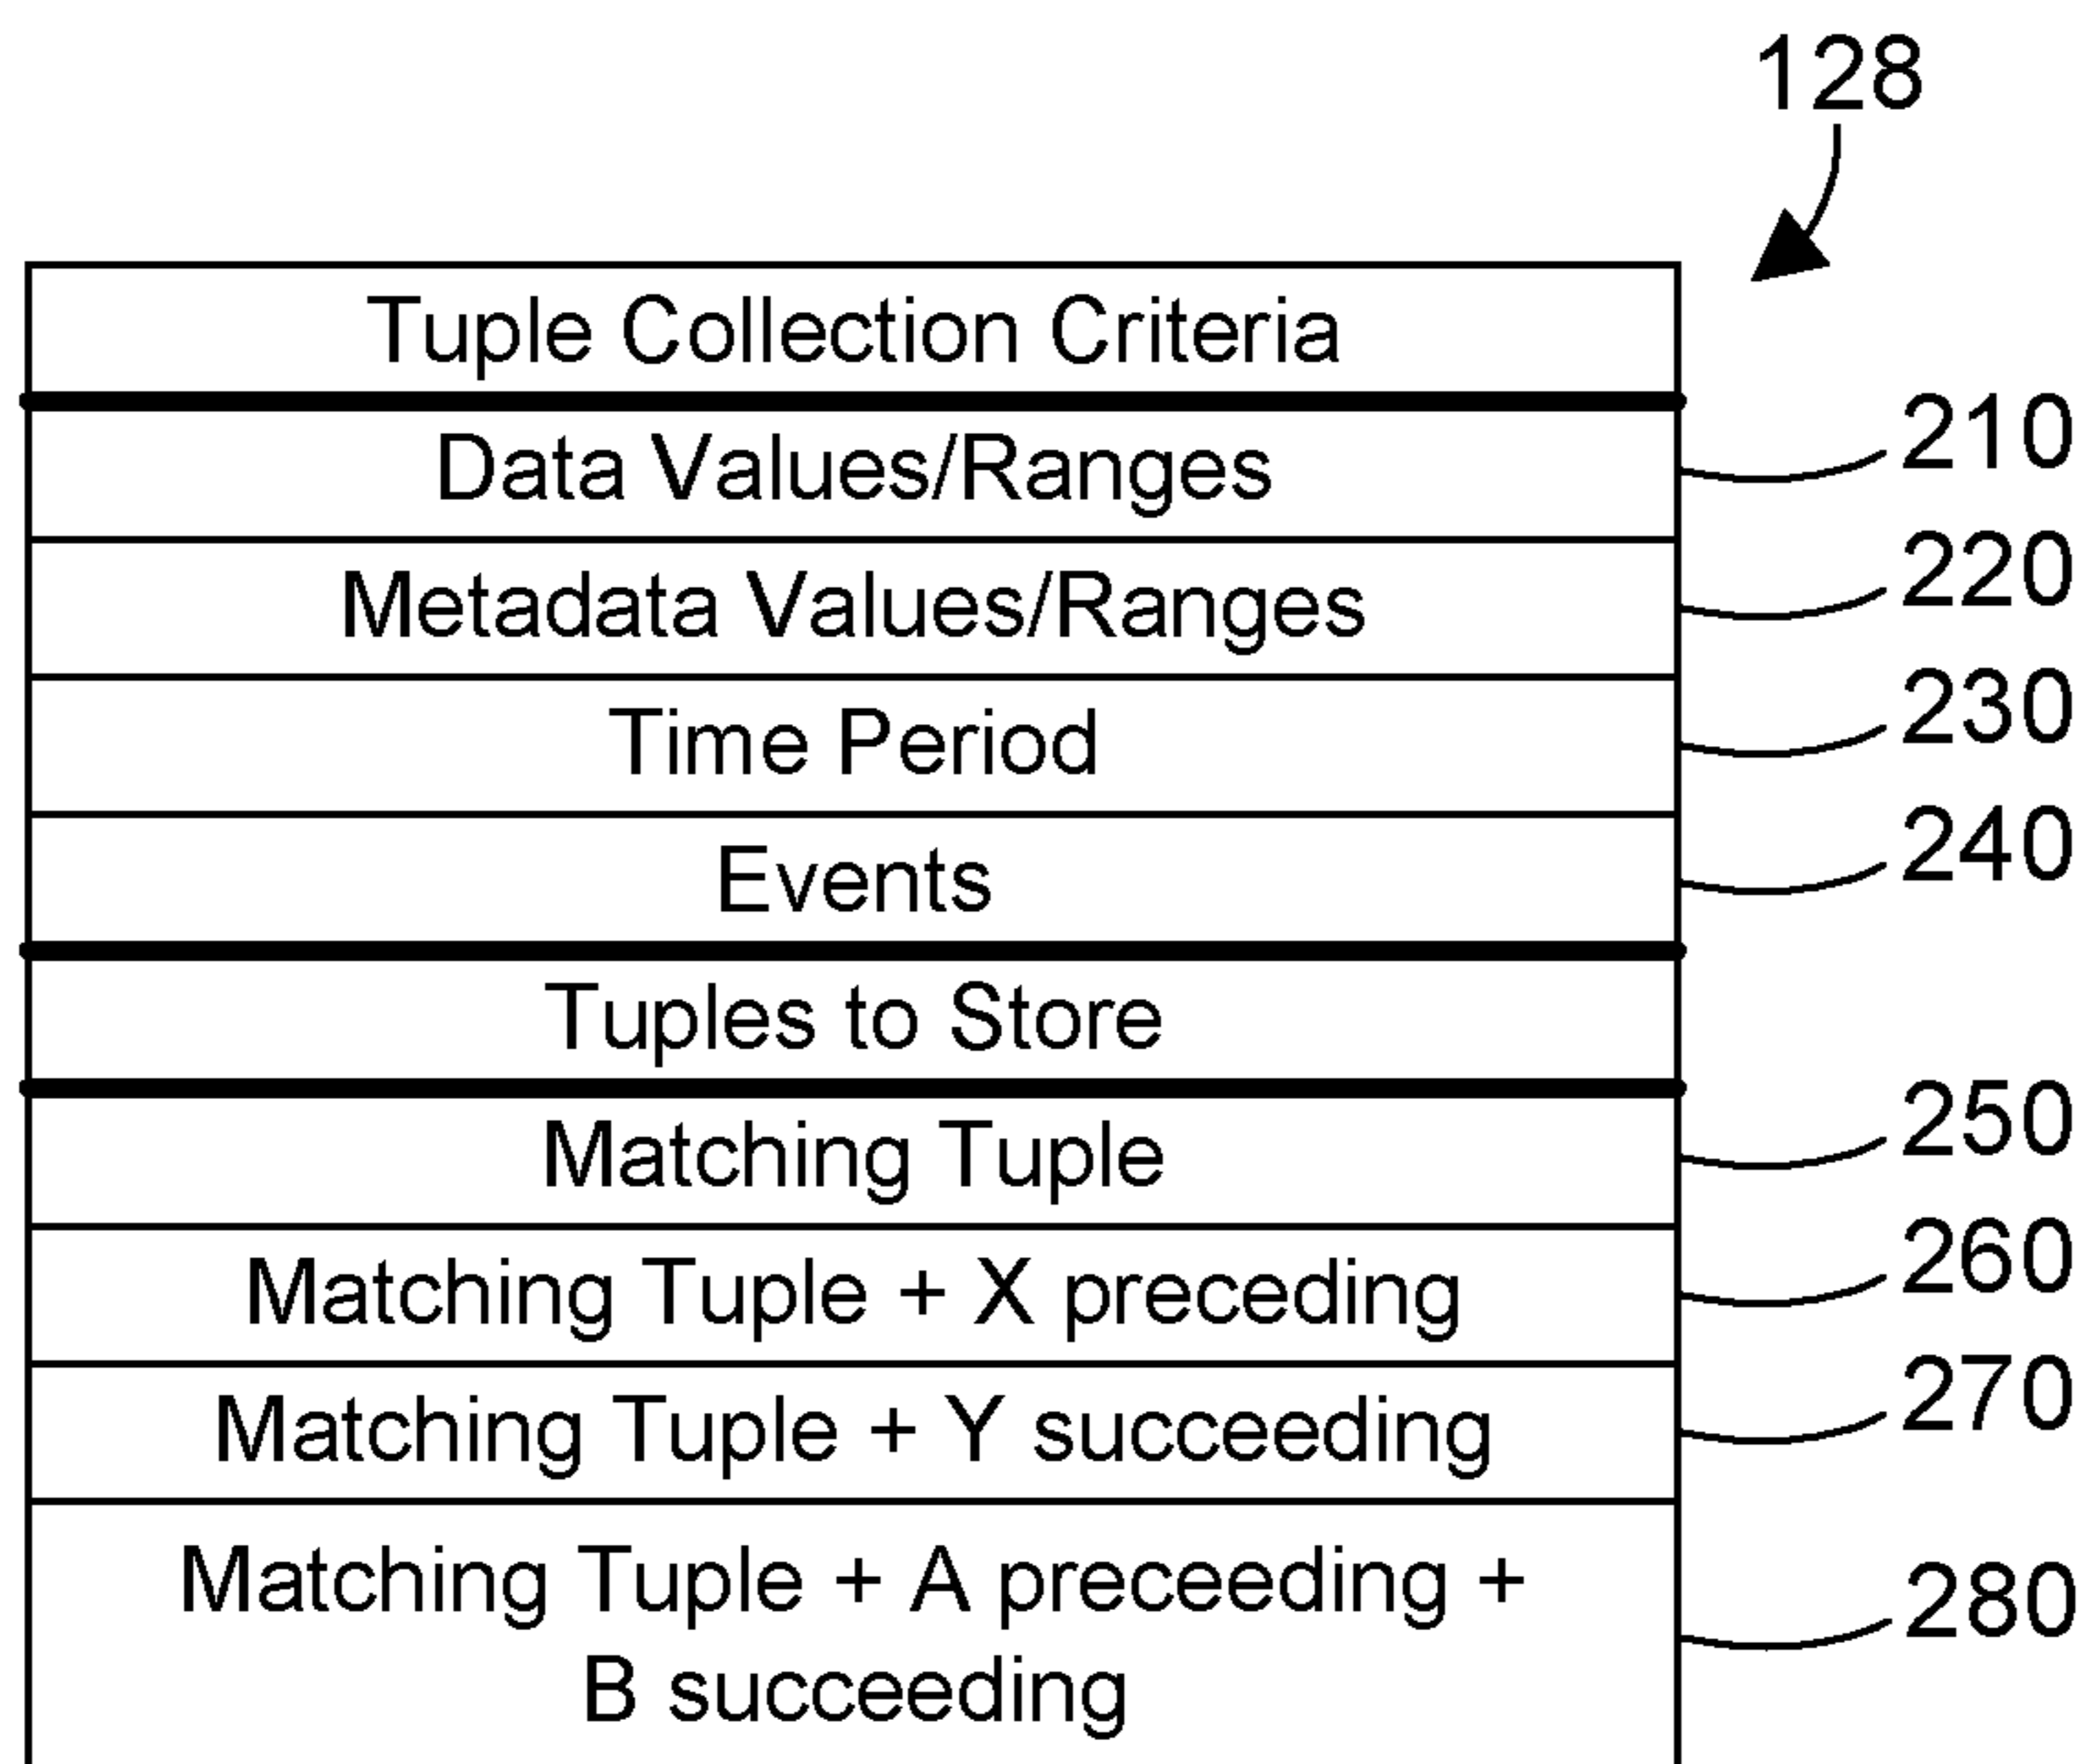 128
Tuple Collection Criteria
Data Values/Ranges 210
Metadata Values/Ranges 220
Time Period 230
Events 240
Tuples to Store
Matching Tuple 250
Matching Tuple + X preceding 260
Matching Tuple + Y succeeding 270
Matching Tuple + A preceeding + 280
B succeeding